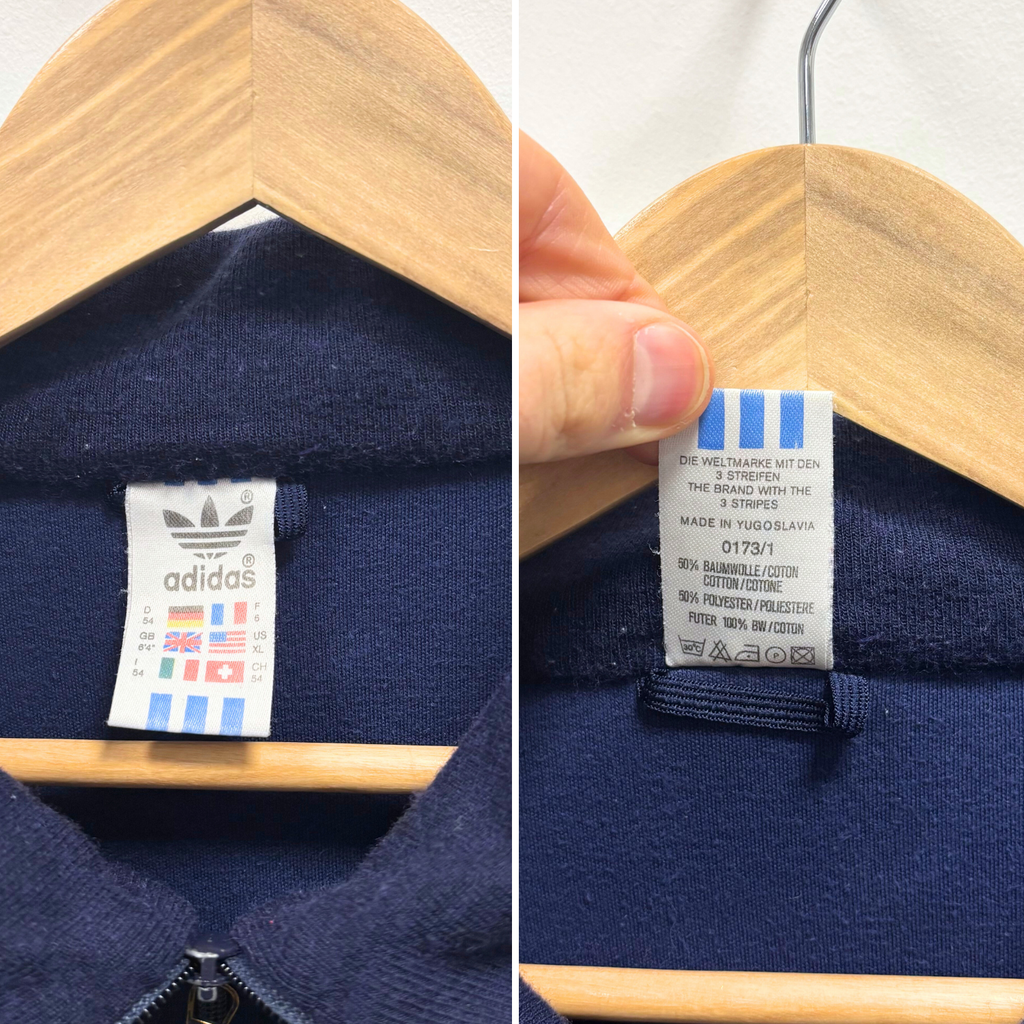 ®
®
adidas
D
54
F
6
GB
6'4"
US
XL
I
54
CH
54
DIE WELTMARKE MIT DEN
3 STREIFEN
THE BRAND WITH THE
3 STRIPES
MADE IN YUGOSLAVIA
0173/1
50% BAUMWOLLE/COTON
COTTON/COTONE
50% POLYESTER/POLIESTERE
FUTER 100% BW/COTON
30°C
P